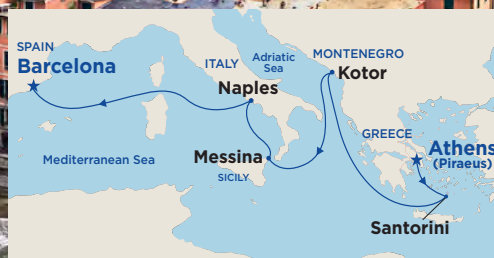 SPAIN
Barcelona
ITALY
Adriatic
Sea
MONTENEGRO
Kotor
Naples
GREECE
Athens
(Piraeus)
Mediterranean Sea
Messina
SICILY
Santorini